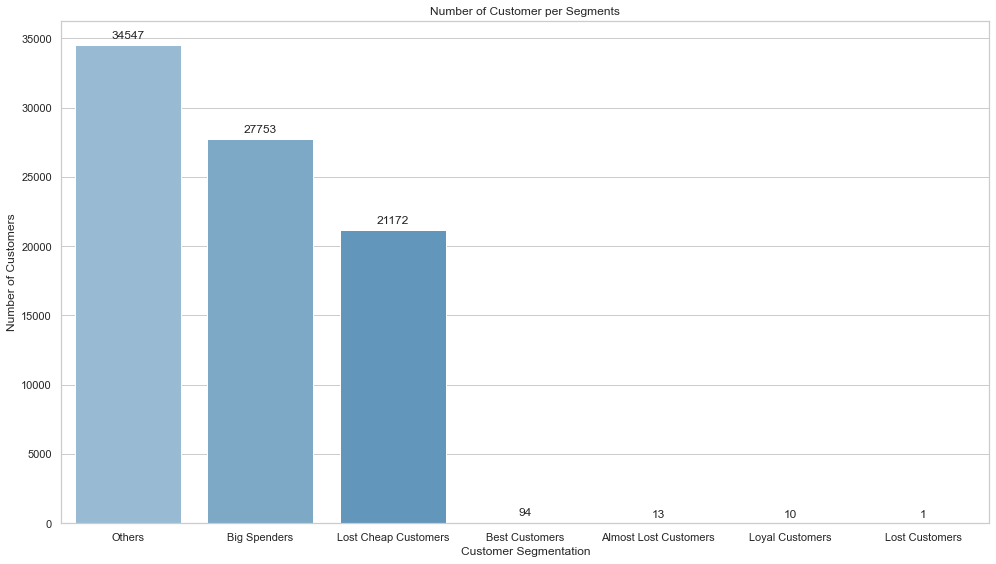 Number of Customer per Segments
Number of Customers
35000
30000
25000
20000
15000
10000
5000
0
34547
27753
21172
94
13
10
1
Others
Big Spenders
Lost Cheap Customers
Best Customers
Almost Lost Customers
Loyal Customers
Lost Customers
Customer Segmentation